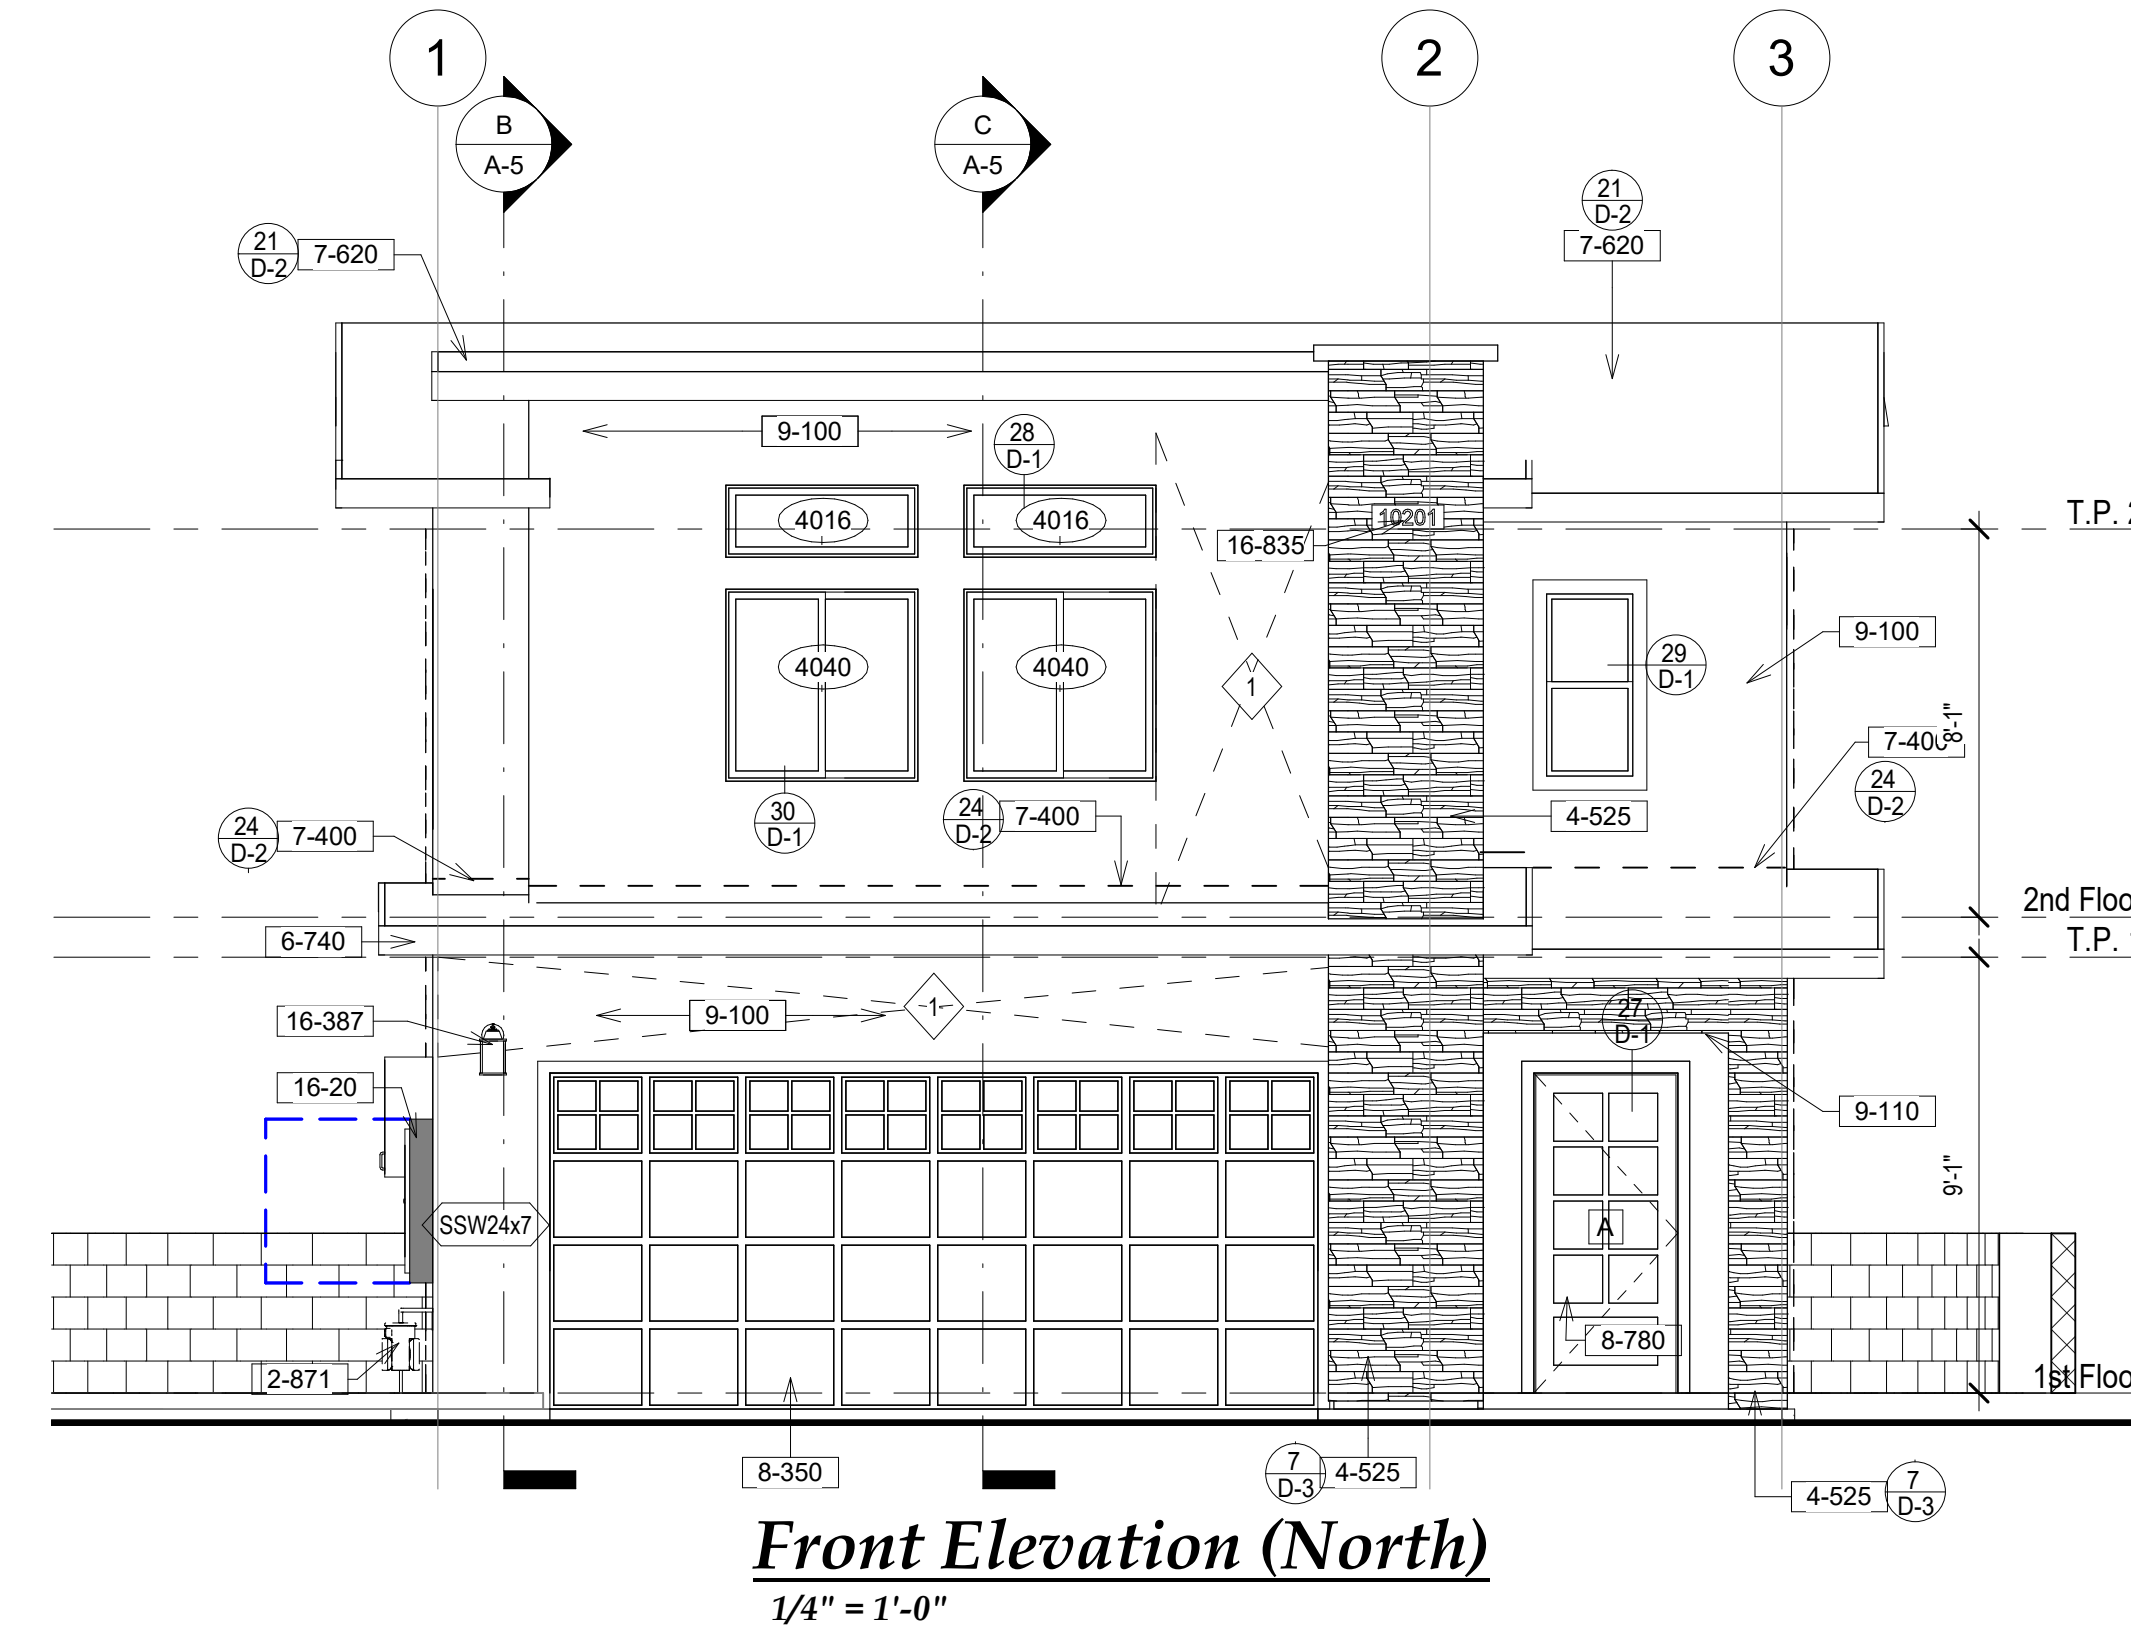 1
2
3
B
A-5
C
A-5
21
D-2
7-620
21
D-2
7-620
9-100
28
D-1
4016
4016
10201
16-835
T.P.
4040
4040
1
29
D-1
9-100
7-400
8'-1"
24
D-2
30
D-1
24
D-2
7-400
4-525
24
D-2
7-400
2nd Floo
6-740
T.P.
16-387
9-100
1
27
D-1
16-20
9-110
9'-1"
SSW24x7
A
8-780
2-871
1st Floo
8-350
7
D-3
4-525
4-525
7
D-3
Front Elevation (North)
1/4" = 1'-0"